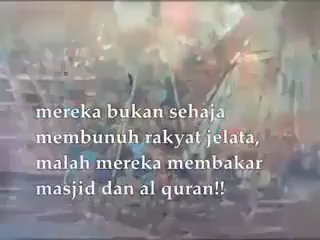 mereka bukan sehaja
membunuh rakyat jelata,
malah mereka membakar
masjid dan al quran!!